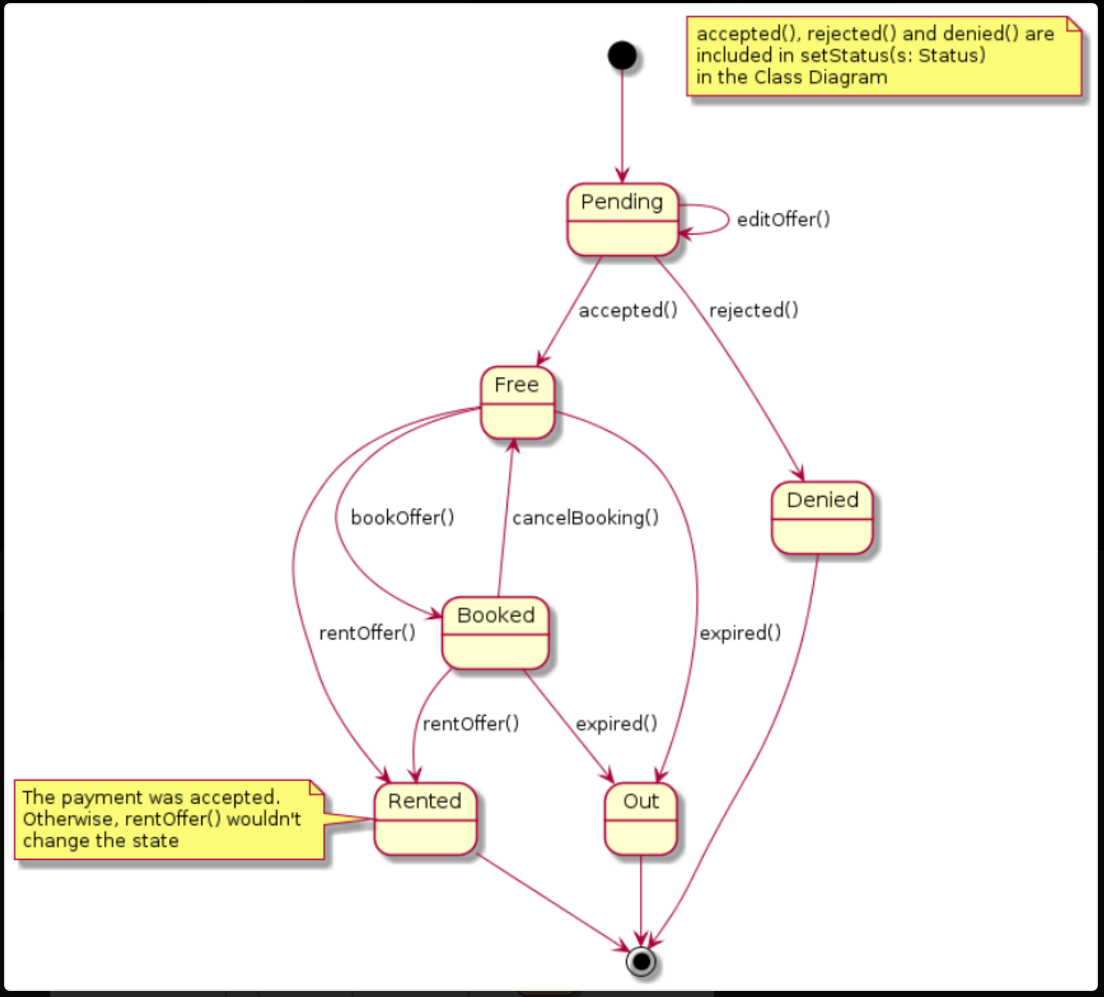 accepted(), rejected() and denied() are
included in setStatus(s: Status)
in the Class Diagram
Pending
editOffer()
accepted()
rejected()
Free
Denied
bookOffer()
cancelBooking()
Booked
rentOffer()
expired()
rentOffer()
expired()
The payment was accepted.
Otherwise, rentOffer() wouldn't
change the state
Rented
Out